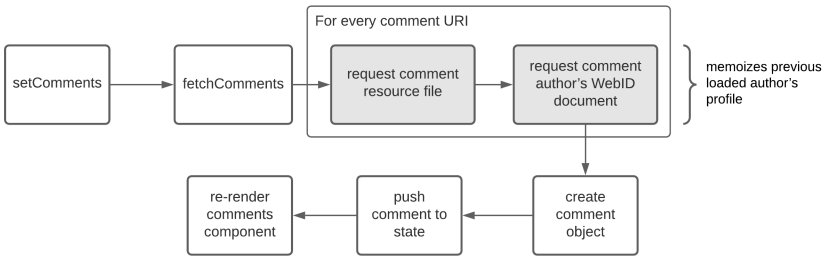 For every comment URI
setComments
fetchComments
request comment
resource file
request comment
author's WebID
document
memoizes previous
loaded author's
profile
re-render
comments
component
push
comment to
state
create
comment
object